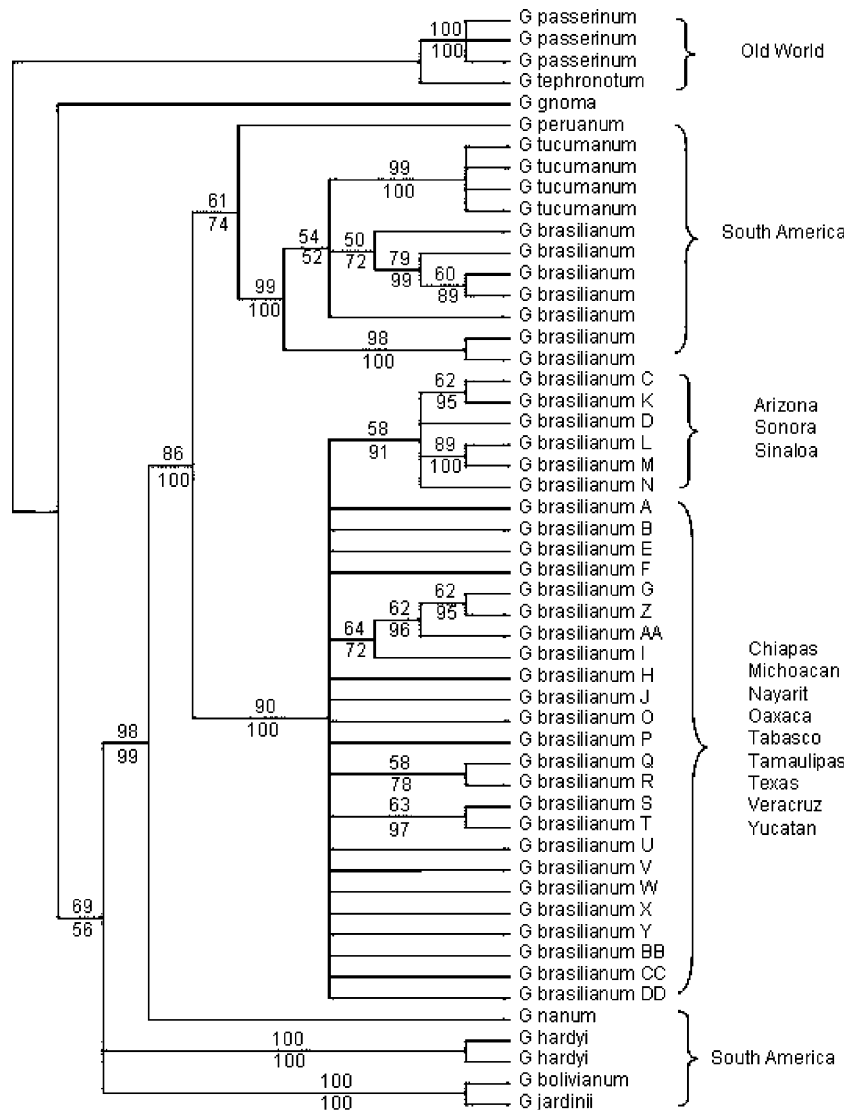 G passerinum
100
G passerinum
100
G passerinum
G tephronotum
Old World
G gnoma
G peruanum
G tucumanum
99
G tucumanum
100
G tucumanum
61
74
G tucumanum
South America
54
52
50
72
G brasilianum
G brasilianum
79
99
60
89
G brasilianum
99
100
G brasilianum
G brasilianum
98
100
G brasilianum
G brasilianum
62
95
G brasilianum C
G brasilianum K
G brasilianum D
58
91
89
100
G brasilianum L
G brasilianum M
G brasilianum N
Arizona
Sonora
Sinaloa
86
100
G brasilianum A
G brasilianum B
G brasilianum E
G brasilianum F
62
95
G brasilianum G
G brasilianum Z
62
96
G brasilianum AA
64
72
G brasilianum I
G brasilianum H
G brasilianum J
90
100
G brasilianum O
G brasilianum P
98
99
58
78
G brasilianum Q
G brasilianum R
63
97
G brasilianum S
G brasilianum T
G brasilianum U
G brasilianum V
G brasilianum W
G brasilianum X
G brasilianum Y
G brasilianum BB
G brasilianum CC
G brasilianum DD
Chiapas
Michoacan
Nayarit
Oaxaca
Tabasco
Tamaulipas
Texas
Veracruz
Yucatan
69
56
G nanum
100
100
G hardyi
G hardyi
100
100
G bolivianum
G jardinii
South America